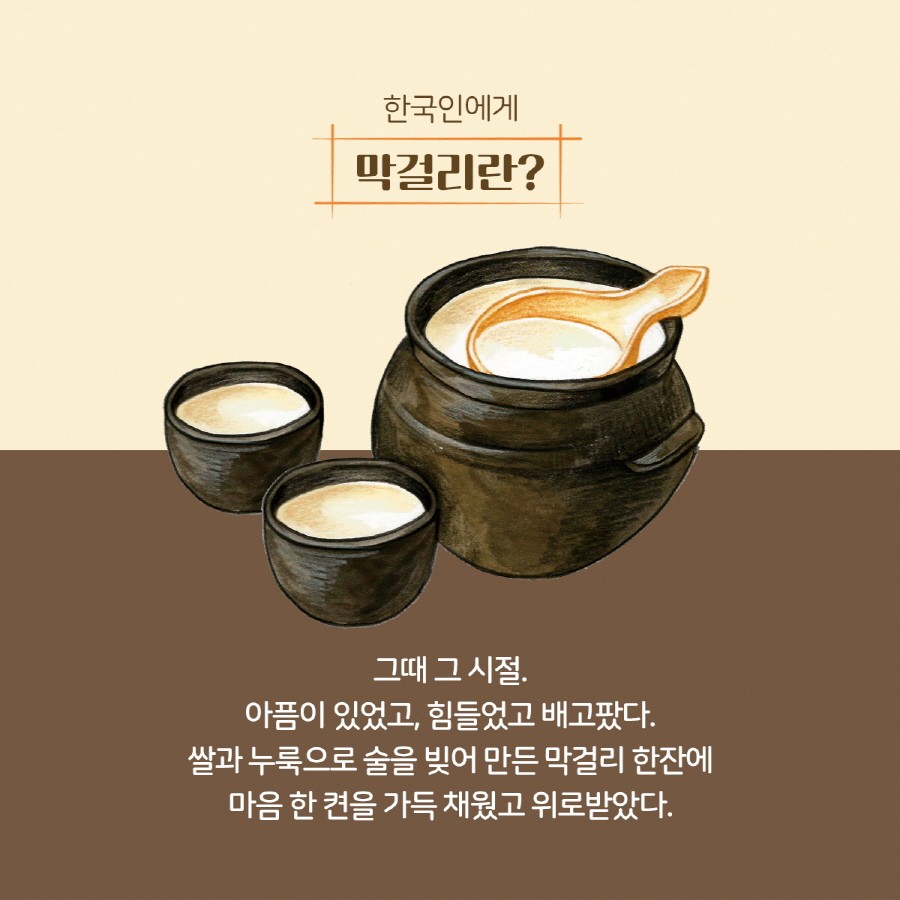 한국인에게
막걸리란?
그때 그 시절.
아픔이 있었고, 힘들었고 배고팠다.
쌀과 누룩으로 술을 빚어 만든 막걸리 한잔에
마음 한 켠을 가득 채웠고 위로받았다.